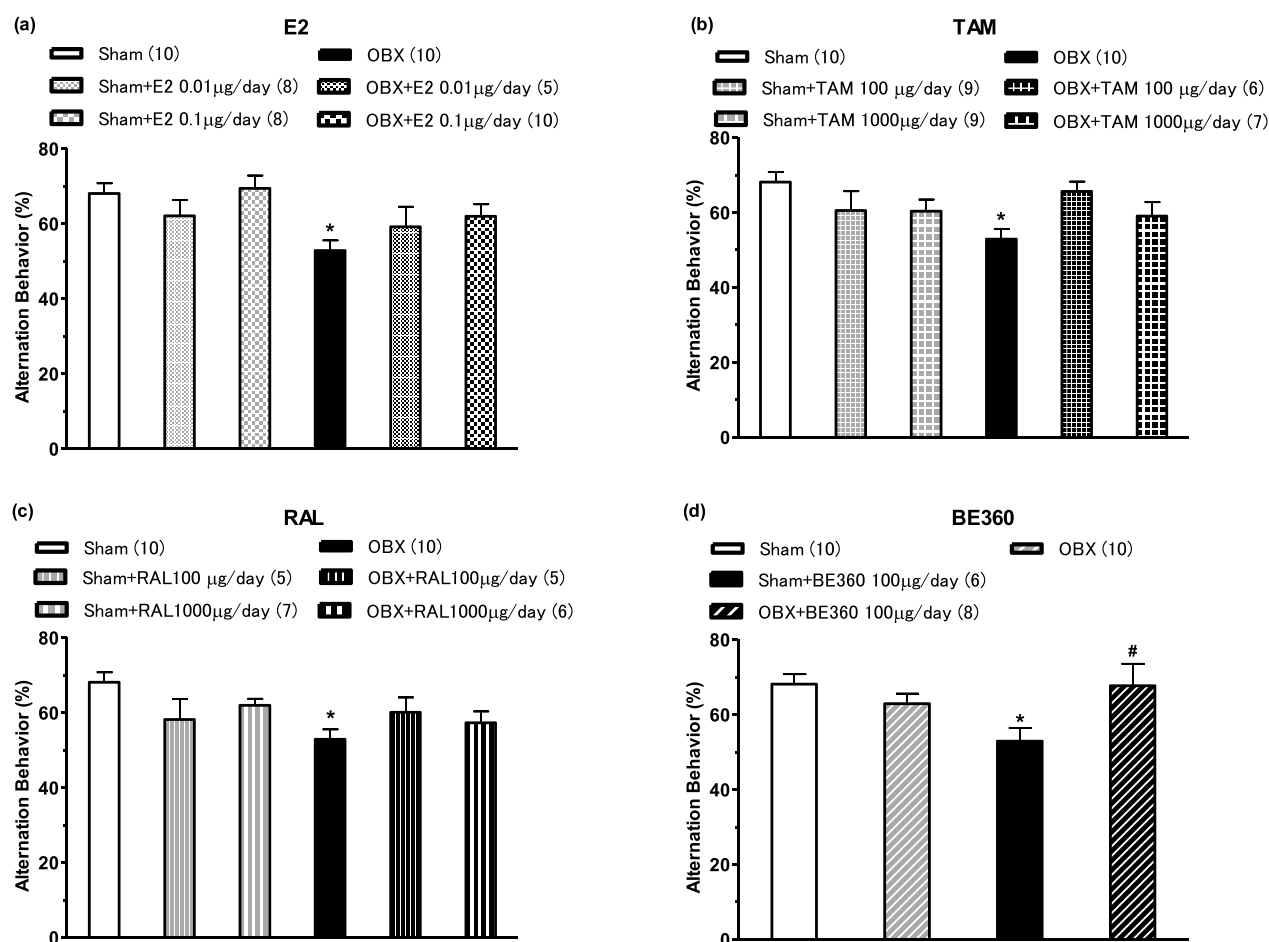 (a)
E2
Sham (10)
OBX (10)
Sham+E2 0.01μg/day (8)
OBX+E2 0.01μg/day (5)
Sham+E2 0.1μg/day (8)
OBX+E2 0.1μg/day (10)
Alternation Behavior (%)
80
60
40
20
0
*
(b)
TAM
Sham (10)
OBX (10)
Sham+TAM 100 μg/day (9)
OBX+TAM 100 μg/day (6)
Sham+TAM 1000μg/day (9)
OBX+TAM 1000μg/day (7)
Alternation Behavior (%)
80
60
40
20
0
*
(c)
RAL
Sham (10)
OBX (10)
Sham+RAL100 μg/day (5)
OBX+RAL100μg/day (5)
Sham+RAL1000μg/day (7)
OBX+RAL1000μg/day (6)
Alternation Behavior (%)
80
60
40
20
0
*
(d)
BE360
Sham (10)
OBX (10)
Sham+BE360 100μg/day (6)
OBX+BE360 100μg/day (8)
Alternation Behavior (%)
80
60
40
20
0
*
#